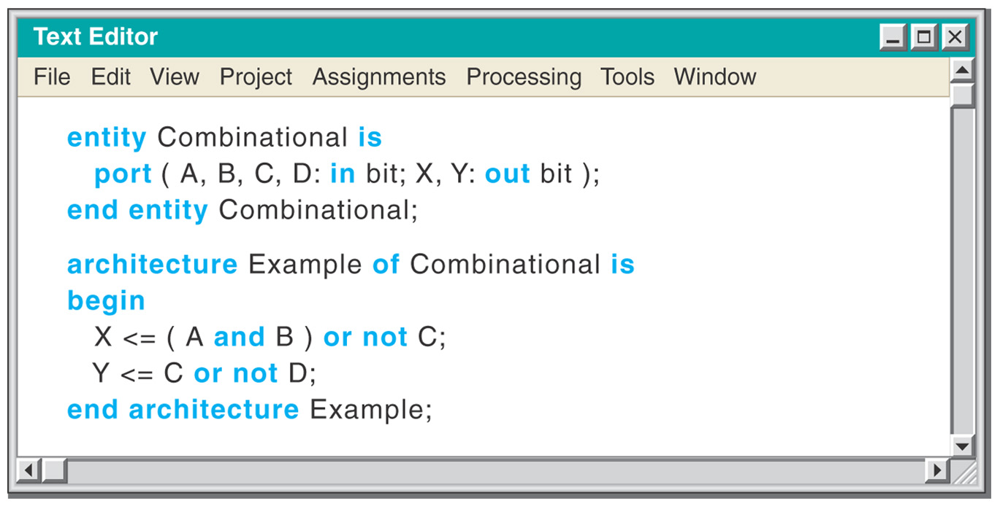 Text Editor
File Edit View Project Assignments Processing Tools Window
entity Combinational is
port ( A, B, C, D: in bit; X, Y: out bit );
end entity Combinational;
architecture Example of Combinational is
begin
X <= ( A and B ) or not C;
Y <= C or not D;
end architecture Example;